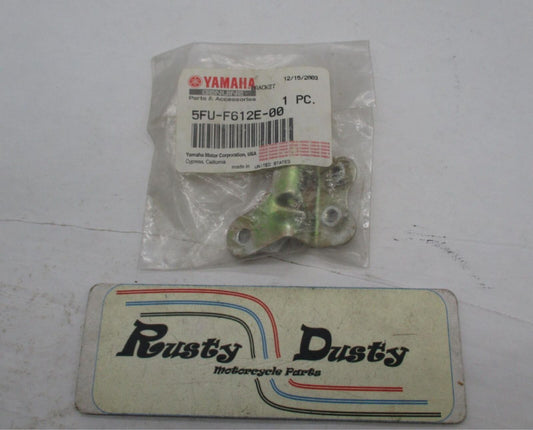 YAMAHA
GENUINE
Parts & Accessories
BRACKET
12/15/2003
1 PC.
5FU-F612E-00
Yamaha Motor Corporation, USA
Cypress, California
made in UNITED STATES
Rusty Dusty
Motorcycle Parts